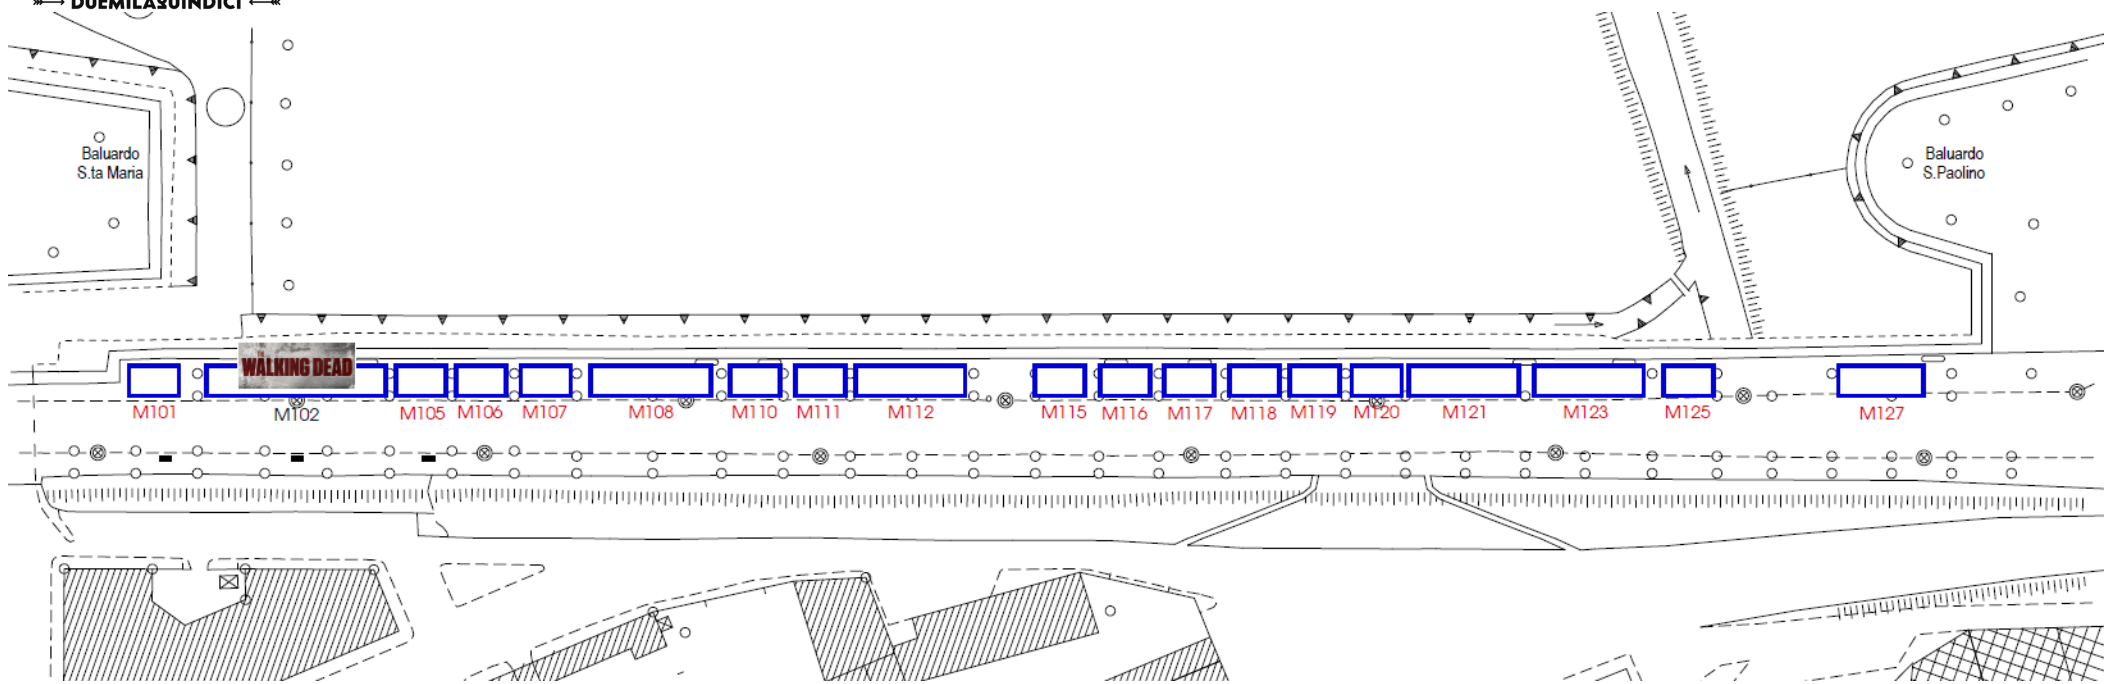 DUEMILAQUINDICI
Baluardo
S.ta Maria
Baluardo
S.Paolino
THE
WALKING DEAD
M101
M102
M105
M106
M107
M108
M110
M111
M112
M115
M116
M117
M118
M119
M120
M121
M123
M125
M127